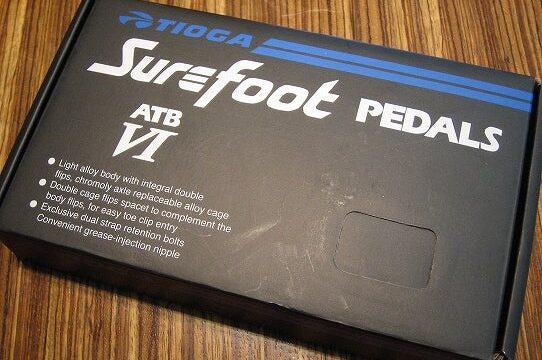 TIOGA
Surefoot PEDALS
ATB
VI
Light alloy body with integral double
flips, chromoly axle replaceable alloy cage
Double cage flips spacet to complement the
body flips, for easy toe clip entry
Exclusive dual strap retention bolts
Convenient grease-injection nipple